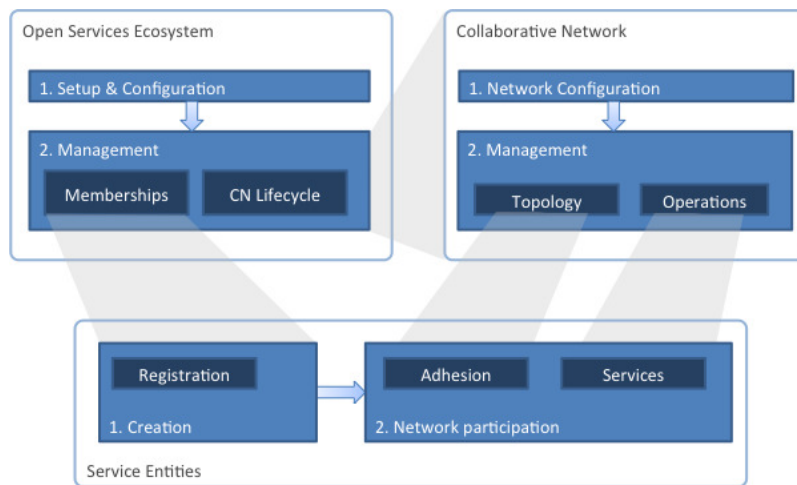 Open Services Ecosystem
1. Setup & Configuration
2. Management
Memberships
CN Lifecycle
Collaborative Network
1. Network Configuration
2. Management
Topology
Operations
Registration
1. Creation
Adhesion
Services
2. Network participation
Service Entities